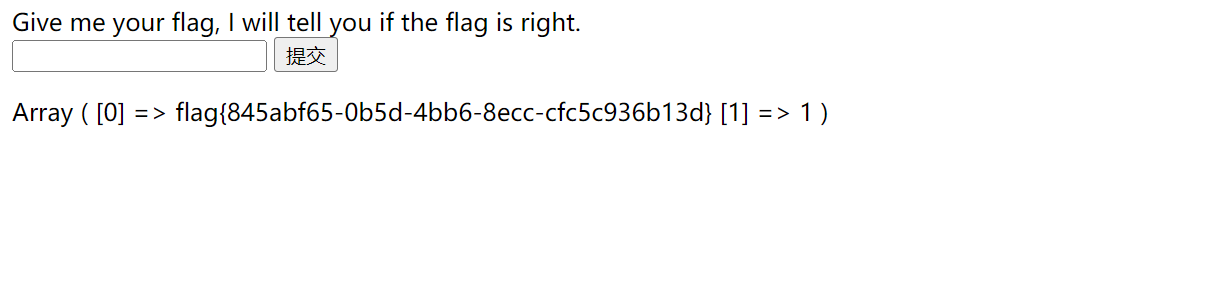 Give me your flag, I will tell you if the flag is right.
提交
Array ( [0] => flag{845abf65-0b5d-4bb6-8ecc-cfc5c936b13d} [1] => 1 )